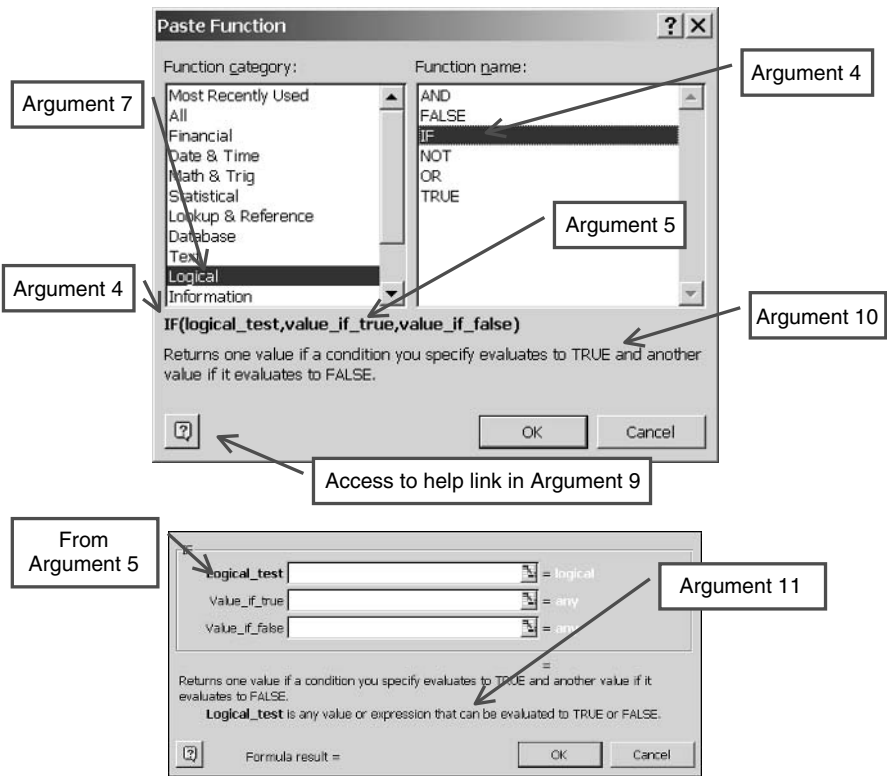 Paste Function
Function category:
Function name:
Most Recently Used
All
Financial
Date & Time
Math & Trig
Statistical
Lookup & Reference
Database
Text
Logical
Information
AND
FALSE
IF
NOT
OR
TRUE
Argument 7
Argument 4
Argument 5
Argument 4
Argument 10
IF(logical_test,value_if_true,value_if_false)
Returns one value if a condition you specify evaluates to TRUE and another
value if it evaluates to FALSE.
OK
Cancel
Access to help link in Argument 9
From
Argument 5
IF
Logical_test
= logical
Value_if_true
= any
Value_if_false
= any
Argument 11
=
Returns one value if a condition you specify evaluates to TRUE and another value if it
evaluates to FALSE.
Logical_test is any value or expression that can be evaluated to TRUE or FALSE.
Formula result =
OK
Cancel